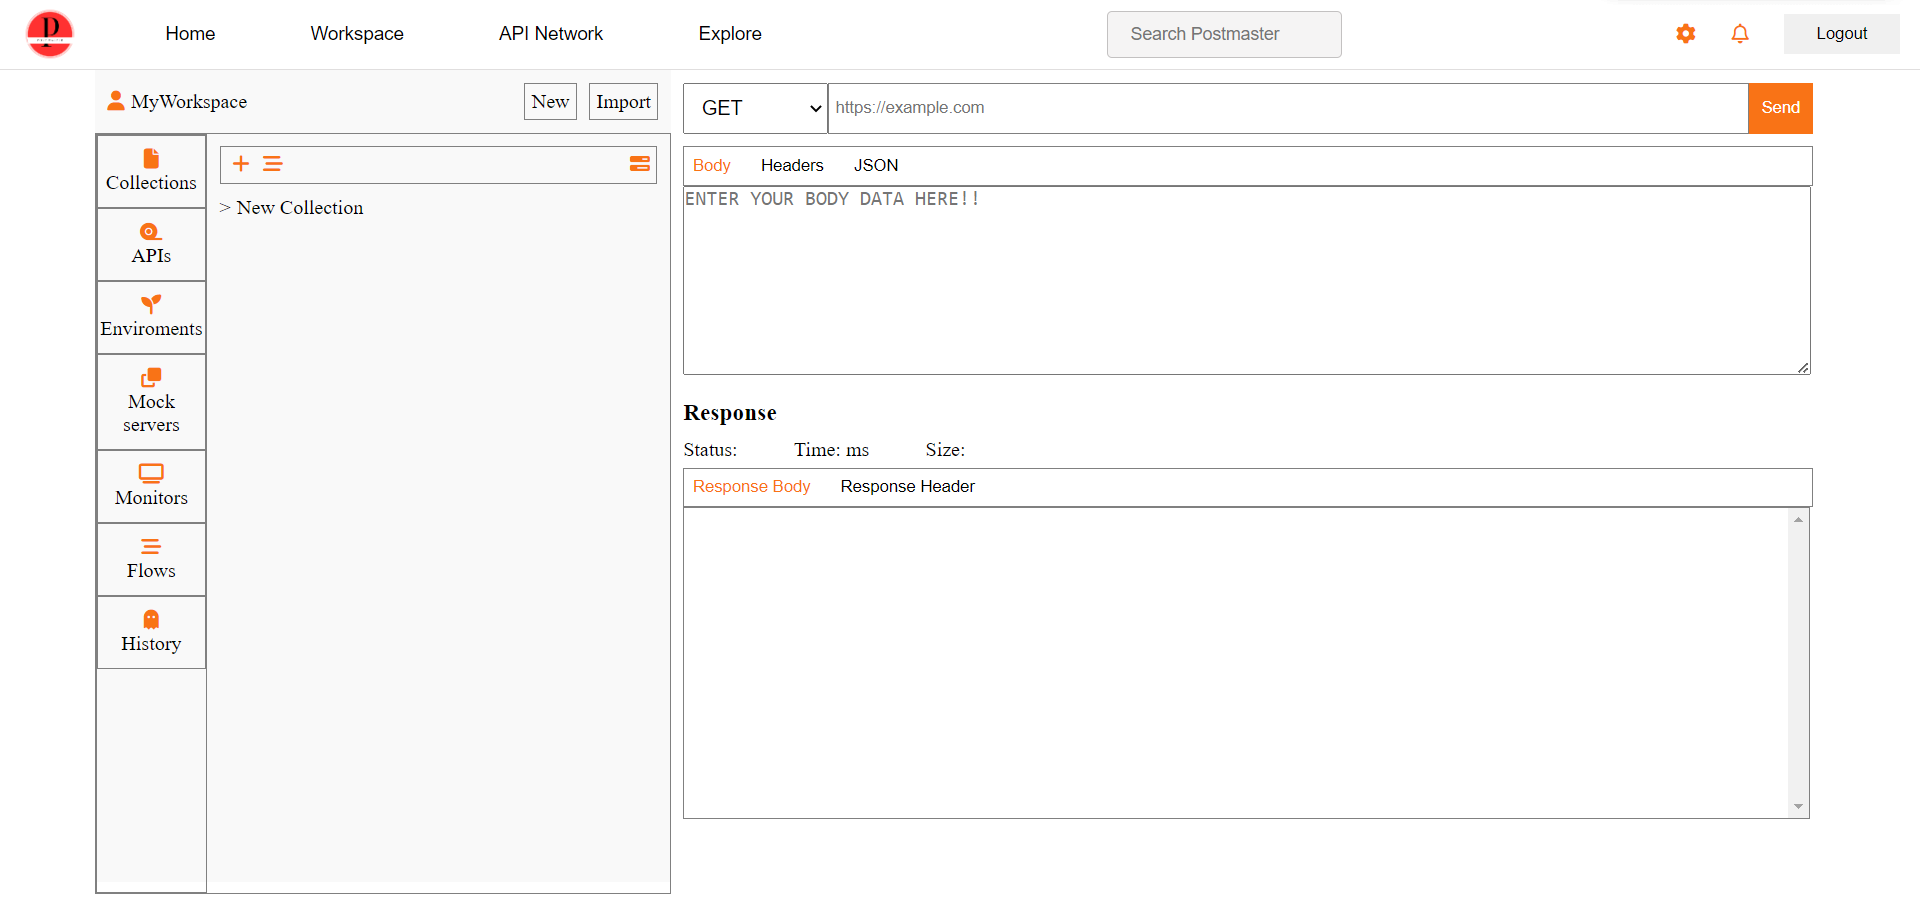 P
Home Workspace API Network Explore Search Postmaster Logout
MyWorkspace New Import
GET https://example.com Send
Collections
APIs
Enviroments
Mock
servers
Monitors
Flows
History
> New Collection
Body Headers JSON
ENTER YOUR BODY DATA HERE!!
Response
Status: Time: ms Size:
Response Body Response Header